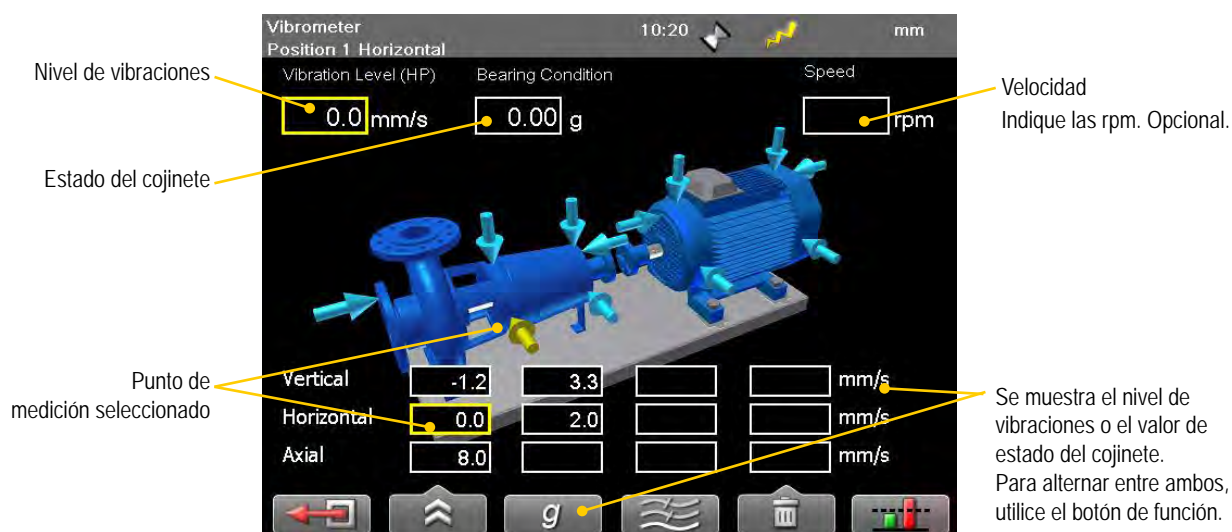 Vibrometer
Position 1 Horizontal
10:20
mm
Nivel de vibraciones
Vibration Level (HP)
Bearing Condition
Speed
0.0 mm/s
0.00 g
rpm
Velocidad
Indique las rpm. Opcional.
Estado del cojinete
Punto de
medición seleccionado
Vertical -1.2 3.3 mm/s
Horizontal 0.0 2.0 mm/s
Axial 8.0 mm/s
g
Se muestra el nivel de
vibraciones o el valor de
estado del cojinete.
Para alternar entre ambos,
utilice el botón de función.